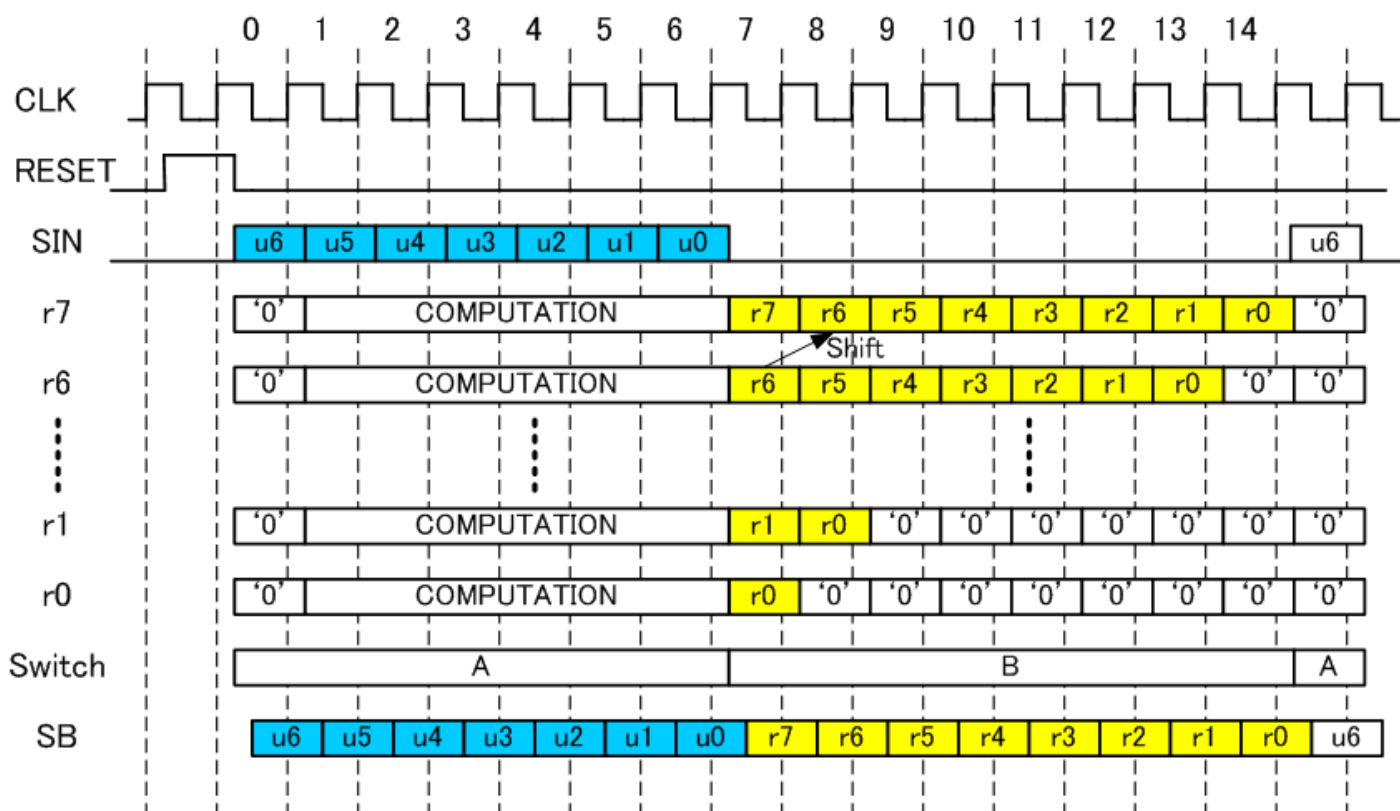 0 1 2 3 4 5 6 7 8 9 10 11 12 13 14
CLK
RESET
SIN u6 u5 u4 u3 u2 u1 u0 u6
r7 '0' COMPUTATION r7 r6 r5 r4 r3 r2 r1 r0 '0'
Shift
r6 '0' COMPUTATION r6 r5 r4 r3 r2 r1 r0 '0' '0'
r1 '0' COMPUTATION r1 r0 '0' '0' '0' '0' '0' '0' '0'
r0 '0' COMPUTATION r0 '0' '0' '0' '0' '0' '0' '0' '0'
Switch A B A
SB u6 u5 u4 u3 u2 u1 u0 r7 r6 r5 r4 r3 r2 r1 r0 u6